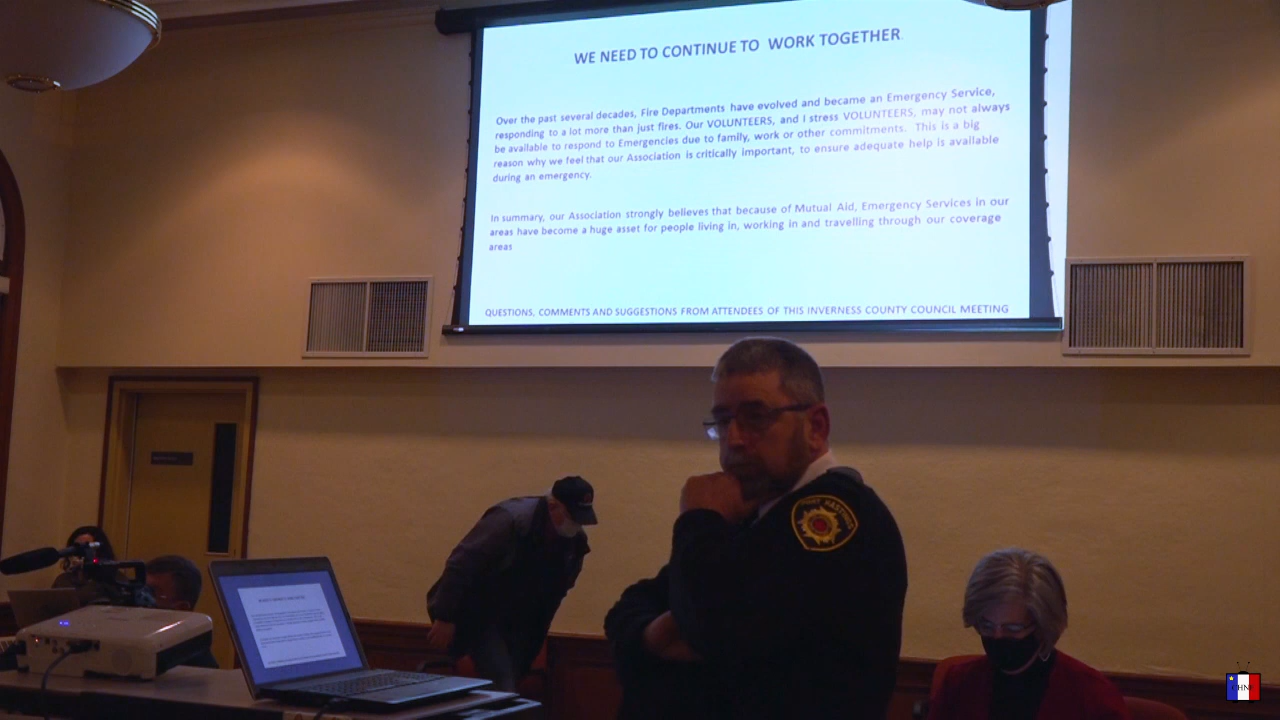 WE NEED TO CONTINUE TO WORK TOGETHER
Over the past several decades, Fire Departments have evolved and became an Emergency Service,
responding to a lot more than just fires. Our VOLUNTEERS, and I stress VOLUNTEERS, may not always
be available to respond to Emergencies due to family, work or other commitments. This is a big
reason why we feel that our Association is critically important, to ensure adequate help is available
during an emergency.
In summary, our Association strongly believes that because of Mutual Aid, Emergency Services in our
areas have become a huge asset for people living in, working in and travelling through our coverage
areas
QUESTIONS, COMMENTS AND SUGGESTIONS FROM ATTENDEES OF THIS INVERNESS COUNTY COUNCIL MEETING
PORT HASTINGS